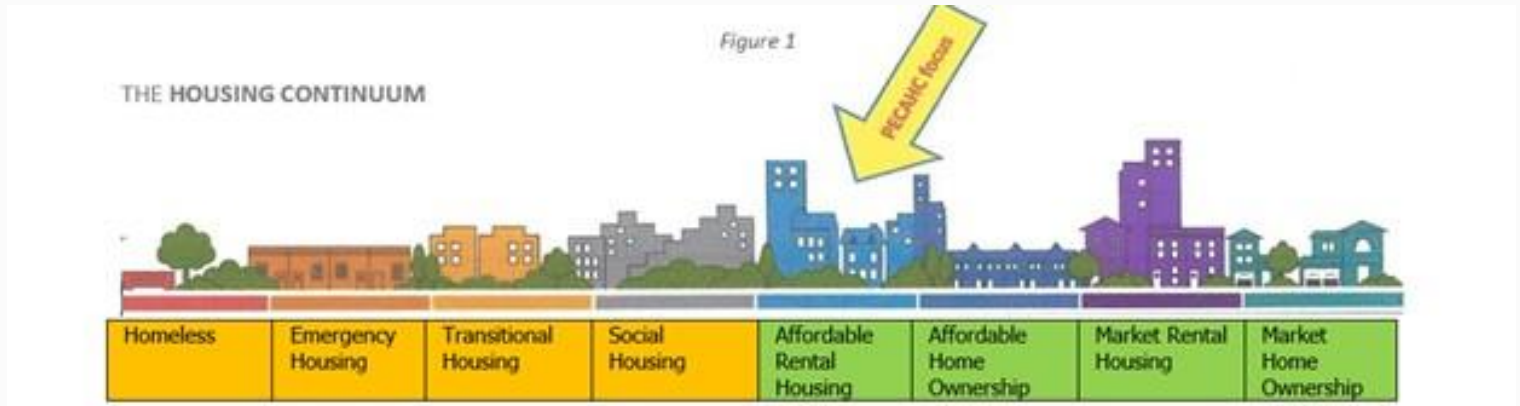 Figure 1
THE HOUSING CONTINUUM
PECAHC focus
Homeless
Emergency
Housing
Transitional
Housing
Social
Housing
Affordable
Rental
Housing
Affordable
Home
Ownership
Market Rental
Housing
Market
Home
Ownership